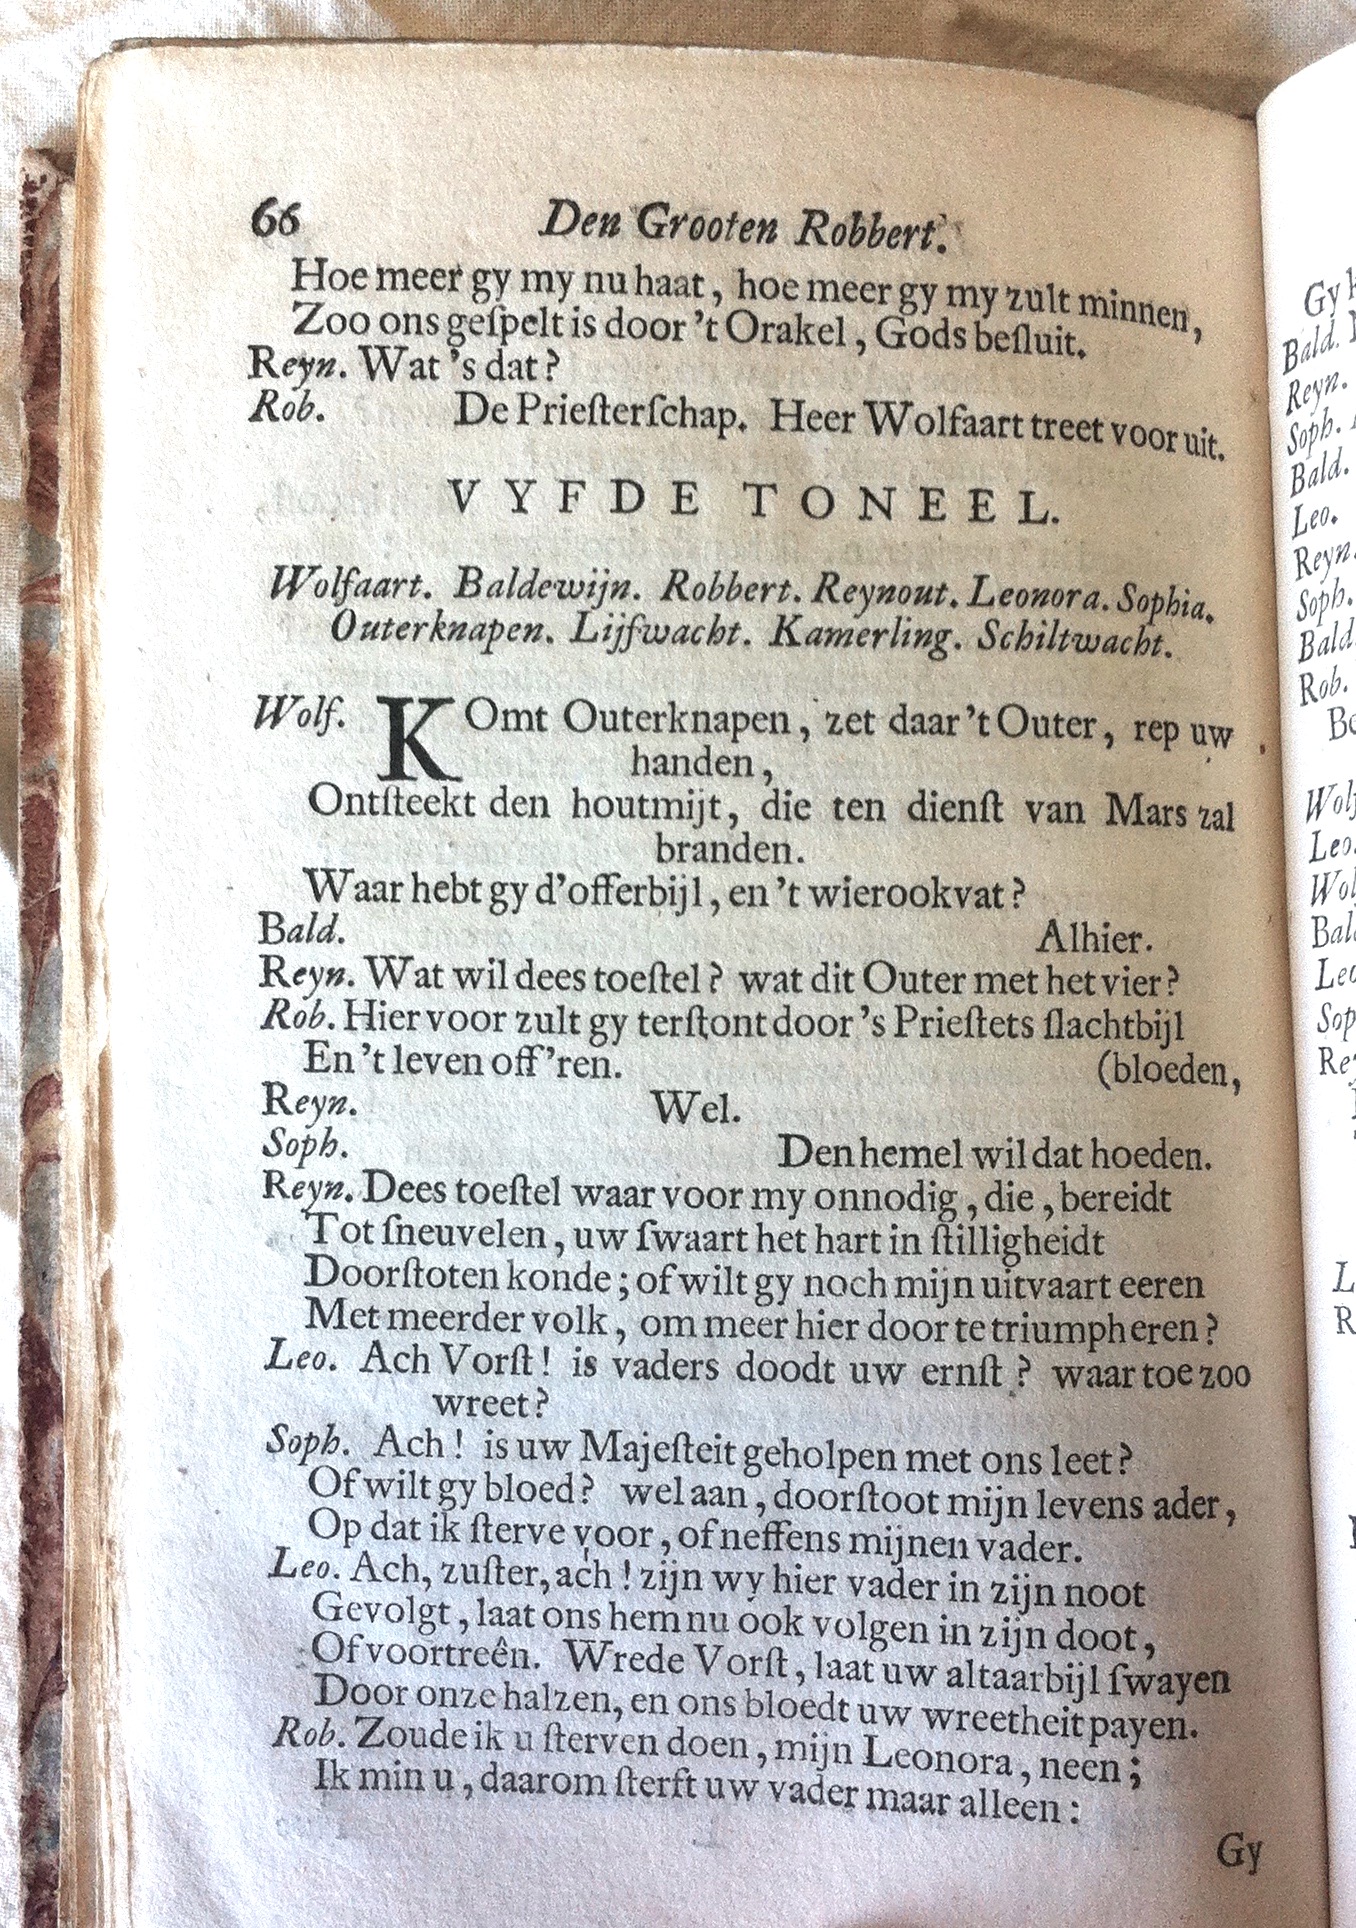 66 Den Grooten Robbert.
Hoe meer gy my nu haat, hoe meer gy my zult minnen,
Zoo ons geſpelt is door 't Orakel, Gods beſluit.
Reyn. Wat 's dat?
Rob. De Prieſterſchap. Heer Wolfaart treet voor uit.
VYFDE TONEEL.
Wolfaart. Baldewijn. Robbert. Reynout. Leonora. Sophia.
Outerknapen. Lijfwacht. Kamerling. Schiltwacht.
Wolf. KOmt Outerknapen, zet daar 't Outer, rep uw
handen,
Ontſteekt den houtmijt, die ten dienſt van Mars zal
branden.
Waar hebt gy d'offerbijl, en 't wierookvat?
Bald. Alhier.
Reyn. Wat wil dees toeſtel? wat dit Outer met het vier?
Rob. Hier voor zult gy terſtont door 's Prieſtets ſlachtbijl
En 't leven off'ren. (bloeden,
Reyn. Wel.
Soph. Den hemel wil dat hoeden.
Reyn. Dees toeſtel waar voor my onnodig, die, bereidt
Tot ſneuvelen, uw ſwaart het hart in ſtilligheidt
Doorſtoten konde; of wilt gy noch mijn uitvaart eeren
Met meerder volk, om meer hier door te triumpheren?
Leo. Ach Vorſt! is vaders doodt uw ernſt? waar toe zoo
wreet?
Soph. Ach! is uw Majeſteit geholpen met ons leet?
Of wilt gy bloed? wel aan, doorſtoot mijn levens ader,
Op dat ik ſterve voor, of neffens mijnen vader.
Leo. Ach, zuſter, ach! zijn wy hier vader in zijn noot
Gevolgt, laat ons hem nu ook volgen in zijn doot,
Of voortreên. Wrede Vorſt, laat uw altaarbijl ſwayen
Door onze halzen, en ons bloedt uw wreetheit payen.
Rob. Zoude ik u ſterven doen, mijn Leonora, neen;
Ik min u, daarom ſterft uw vader maar alleen:
Gy
Gy
Bald.
Reyn.
Soph.
Bald.
Leo.
Reyn.
Soph.
Bald.
Rob.
Leo.